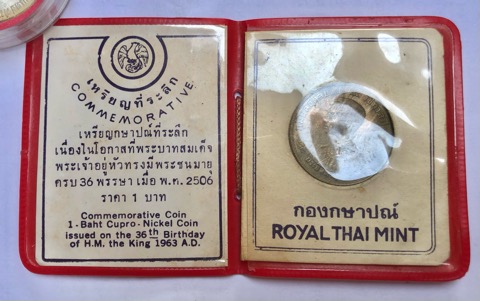 เหรียญที่ระลึก
COMMEMORATIVE
เหรียญกษาปณ์ที่ระลึก
เนื่องในโอกาสที่พระบาทสมเด็จ
พระเจ้าอยู่หัวทรงมีพระชนมายุ
ครบ 36 พรรษา เมื่อ พ.ศ. 2506
ราคา 1 บาท
Commemorative Coin
1-Baht Cupro-Nickel Coin
issued on the 36th Birthday
of H.M. the King 1963 A.D.
กองกษาปณ์
ROYAL THAI MINT